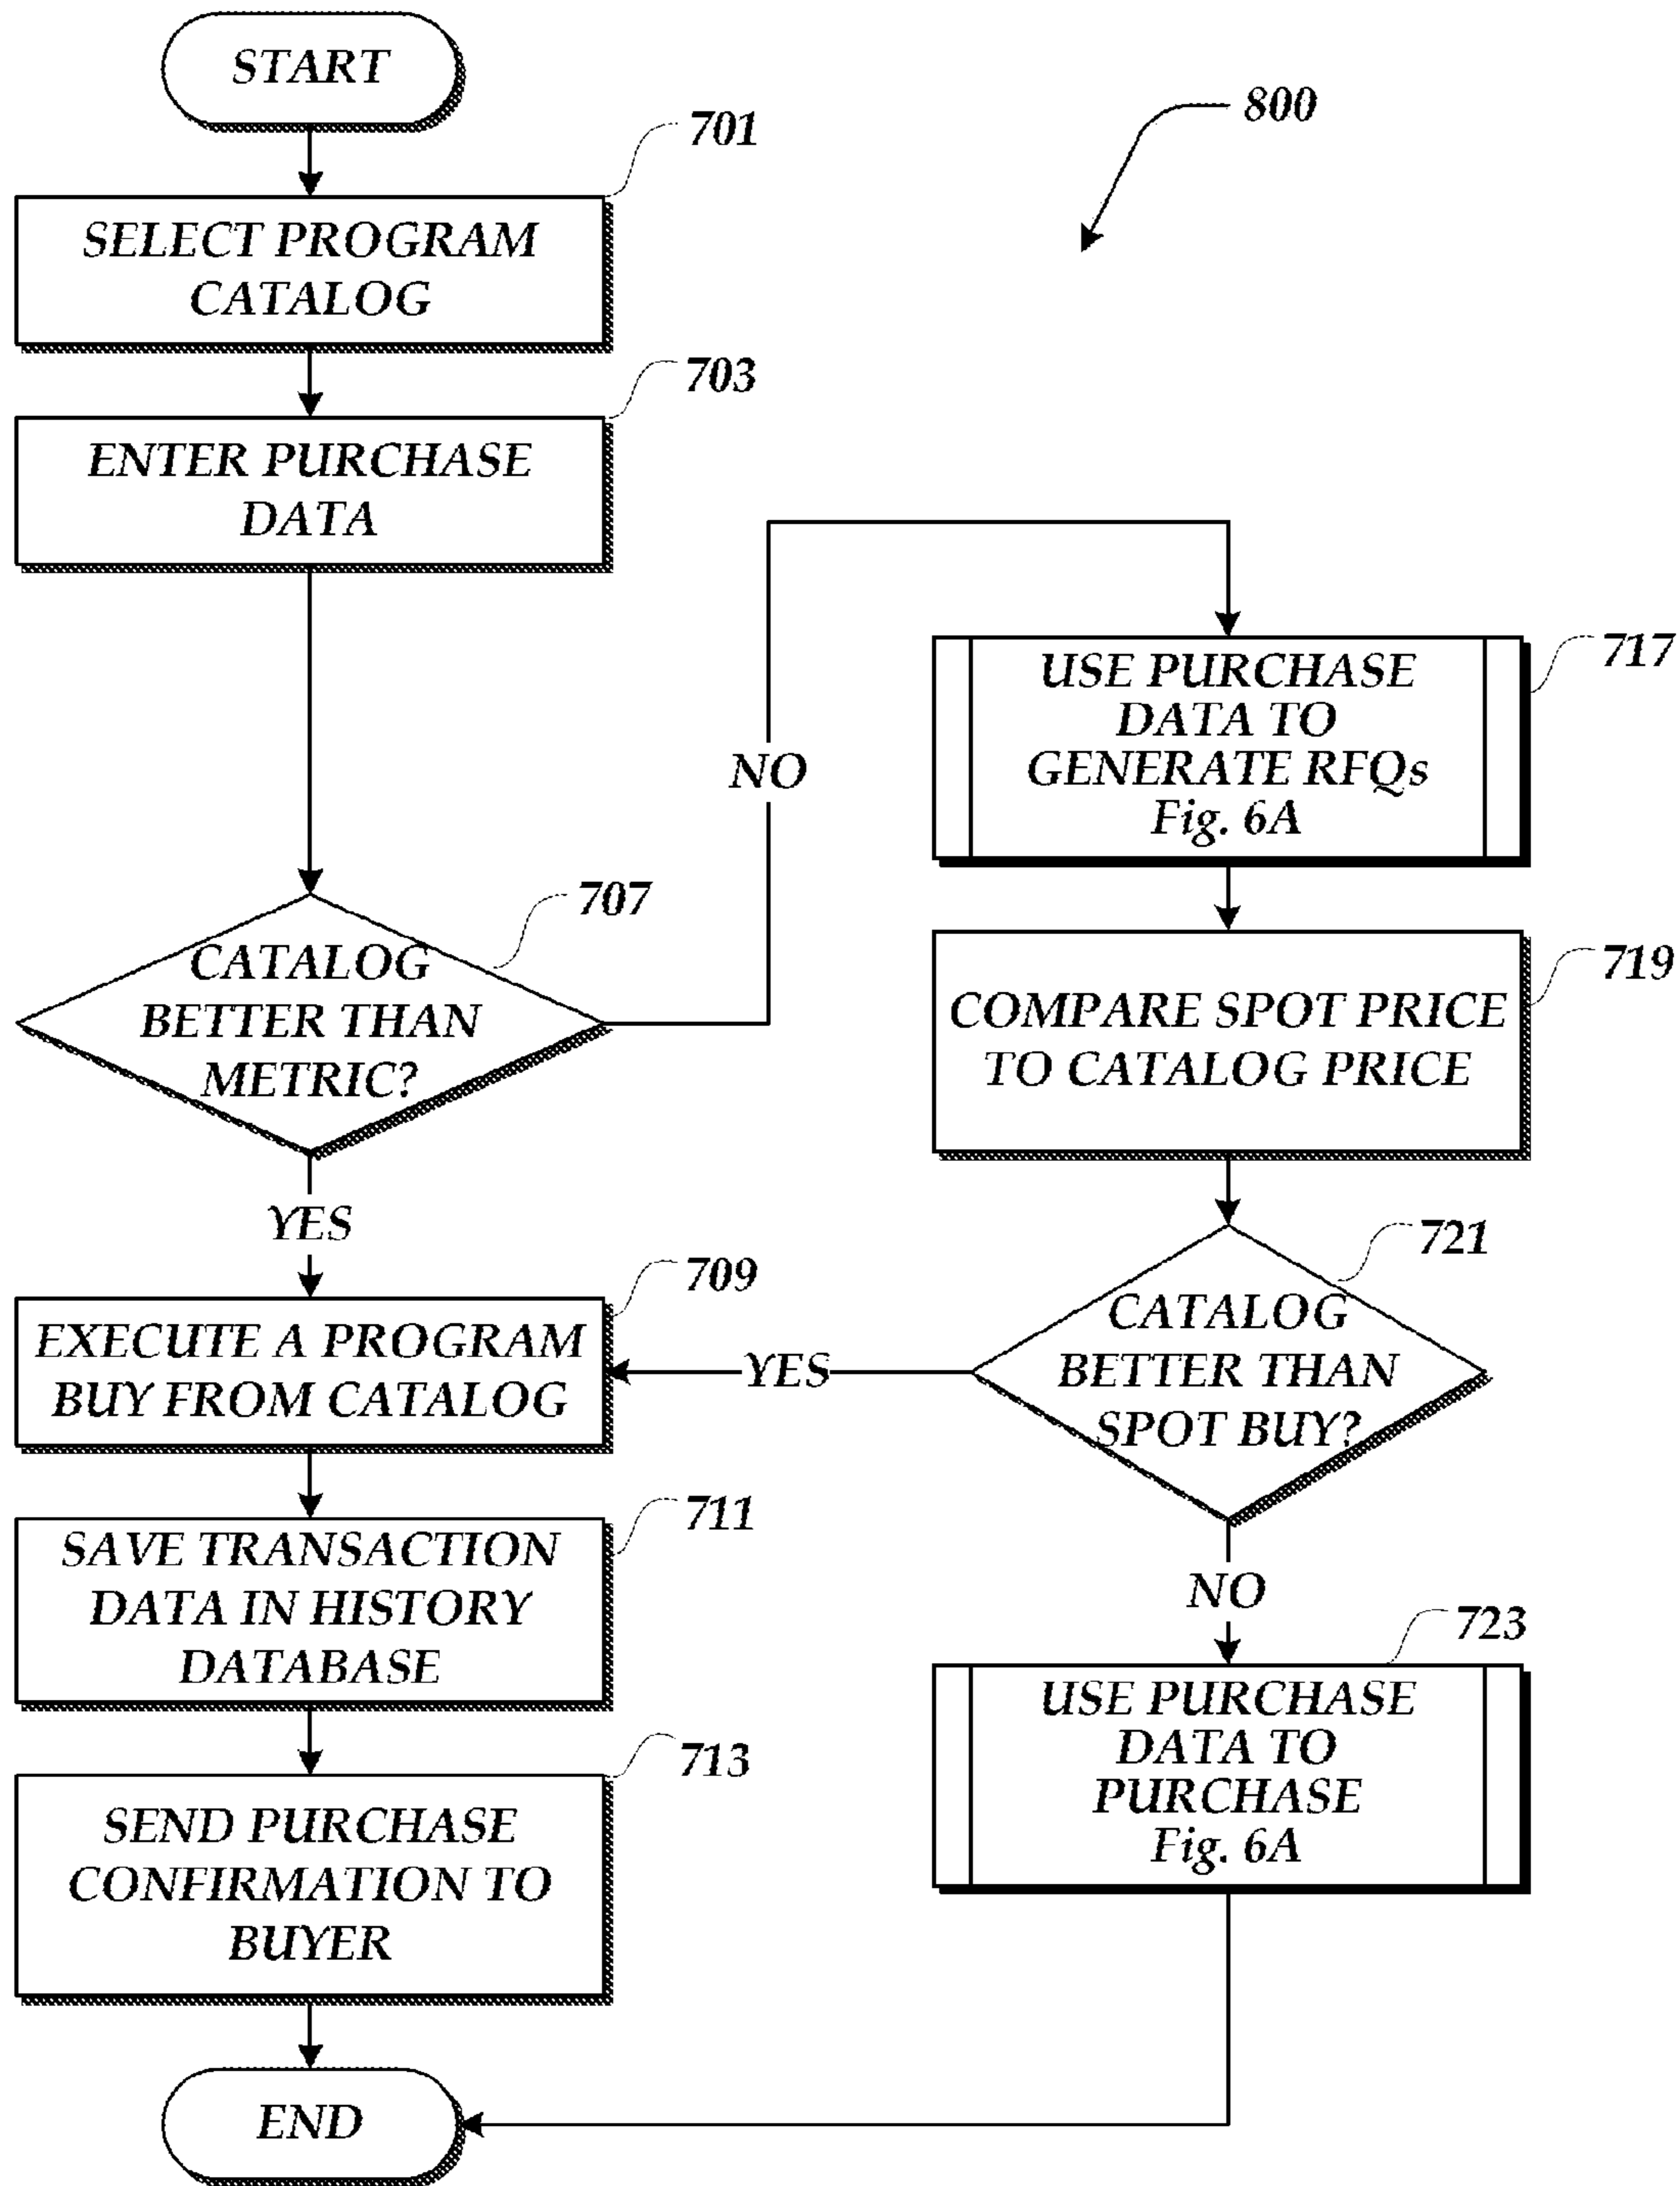 START
800
701
SELECT PROGRAM
CATALOG
703
ENTER PURCHASE
DATA
707
CATALOG
BETTER THAN
METRIC?
NO
YES
717
USE PURCHASE
DATA TO
GENERATE RFQs
Fig. 6A
719
COMPARE SPOT PRICE
TO CATALOG PRICE
721
CATALOG
BETTER THAN
SPOT BUY?
YES
NO
709
EXECUTE A PROGRAM
BUY FROM CATALOG
711
SAVE TRANSACTION
DATA IN HISTORY
DATABASE
713
SEND PURCHASE
CONFIRMATION TO
BUYER
723
USE PURCHASE
DATA TO
PURCHASE
Fig. 6A
END